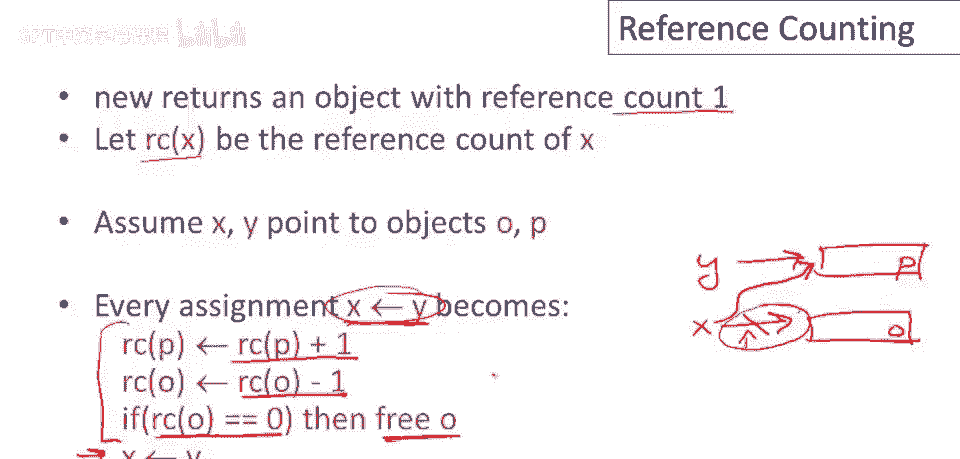 Reference Counting
• new returns an object with reference count 1
• Let rc(x) be the reference count of x
• Assume x, y point to objects o, p
• Every assignment x ← y becomes:
rc(p) ← rc(p) + 1
rc(o) ← rc(o) - 1
if(rc(o) == 0) then free o
x ← y
y
p
x
o
1